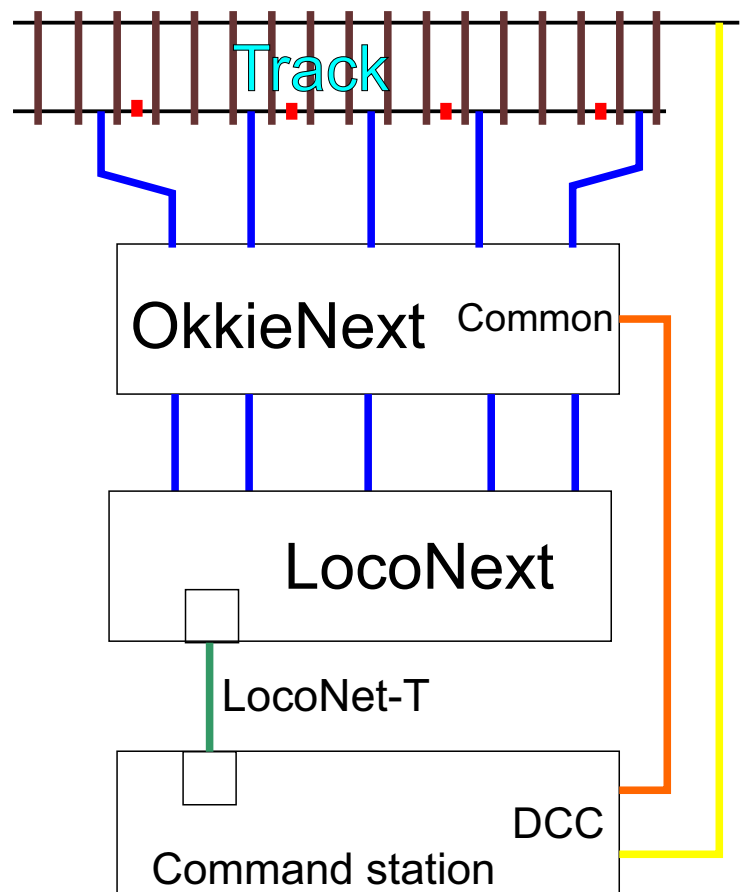 Track
OkkieNext
Common
LocoNext
LocoNet-T
DCC
Command station